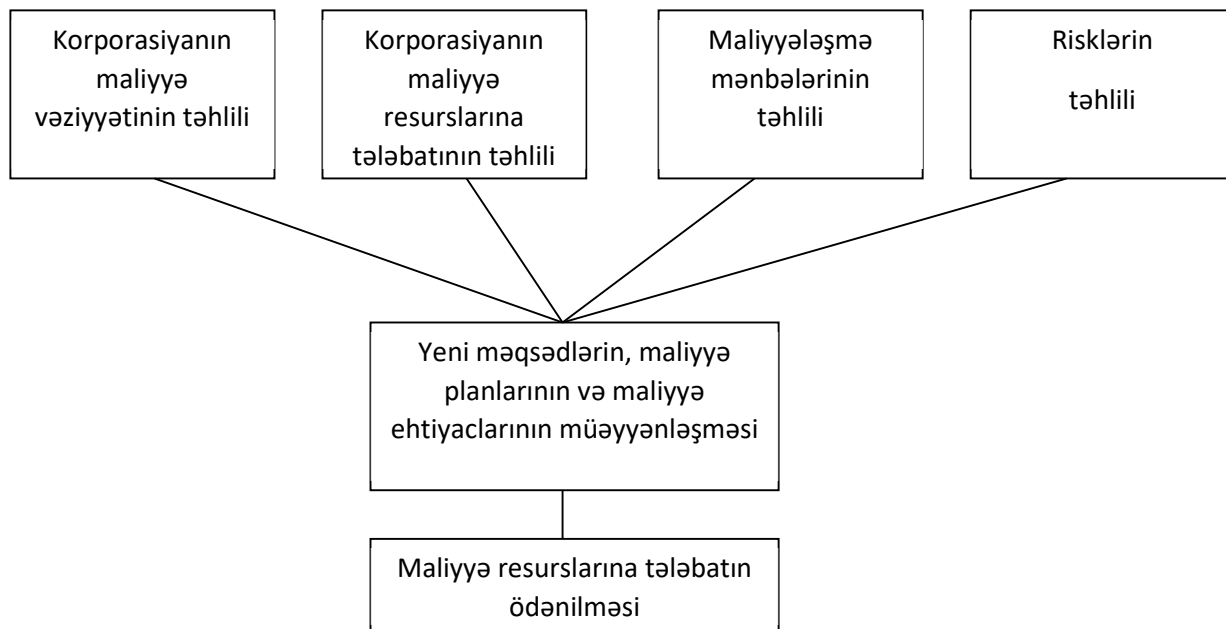 Korporasiyanın
maliyyə
vəziyyətinin təhlili
Korporasiyanın
maliyyə
resurslarına
tələbatının təhlili
Maliyyələşmə
mənbələrinin
təhlili
Risklərin
təhlili
Yeni məqsədlərin, maliyyə
planlarının və maliyyə
ehtiyaclarının müəyyənləşməsi
Maliyyə resurslarına tələbatın
ödənilməsi